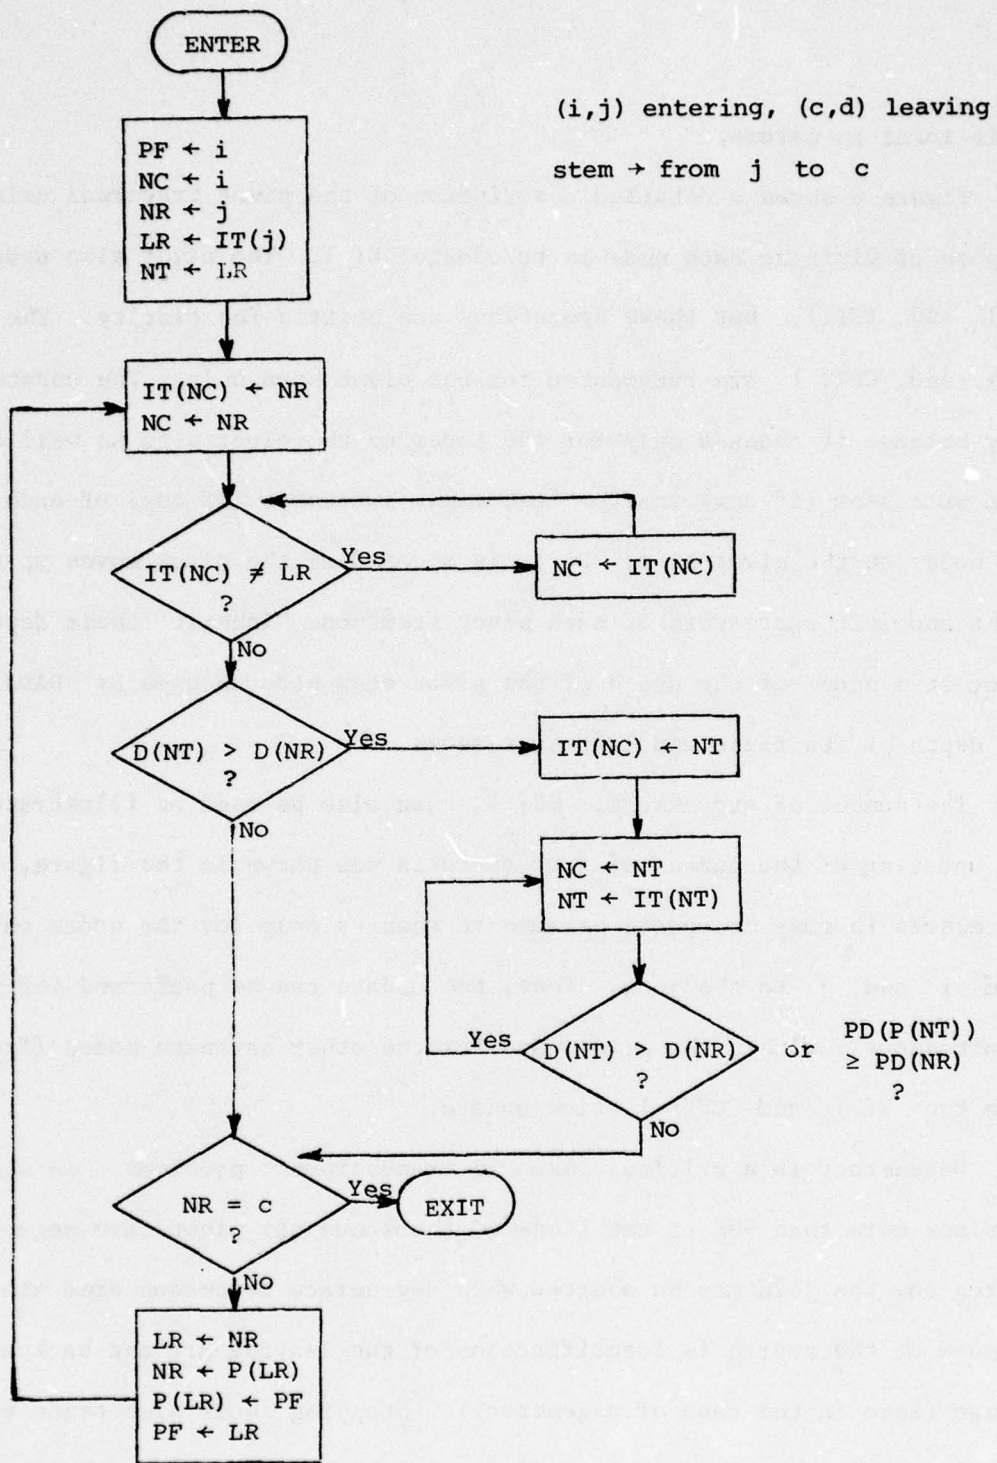 ENTER
(i,j) entering, (c,d) leaving
stem → from j to c
PF ← i
NC ← i
NR ← j
LR ← IT(j)
NT ← LR
IT(NC) ← NR
NC ← NR
IT(NC) ≠ LR
?
Yes
NC ← IT(NC)
No
D(NT) > D(NR)
?
Yes
IT(NC) ← NT
No
NC ← NT
NT ← IT(NT)
Yes
D(NT) > D(NR)
?
or
PD(P(NT))
≥ PD(NR)
?
No
NR = c
?
Yes
EXIT
No
LR ← NR
NR ← P(LR)
P(LR) ← PF
PF ← LR